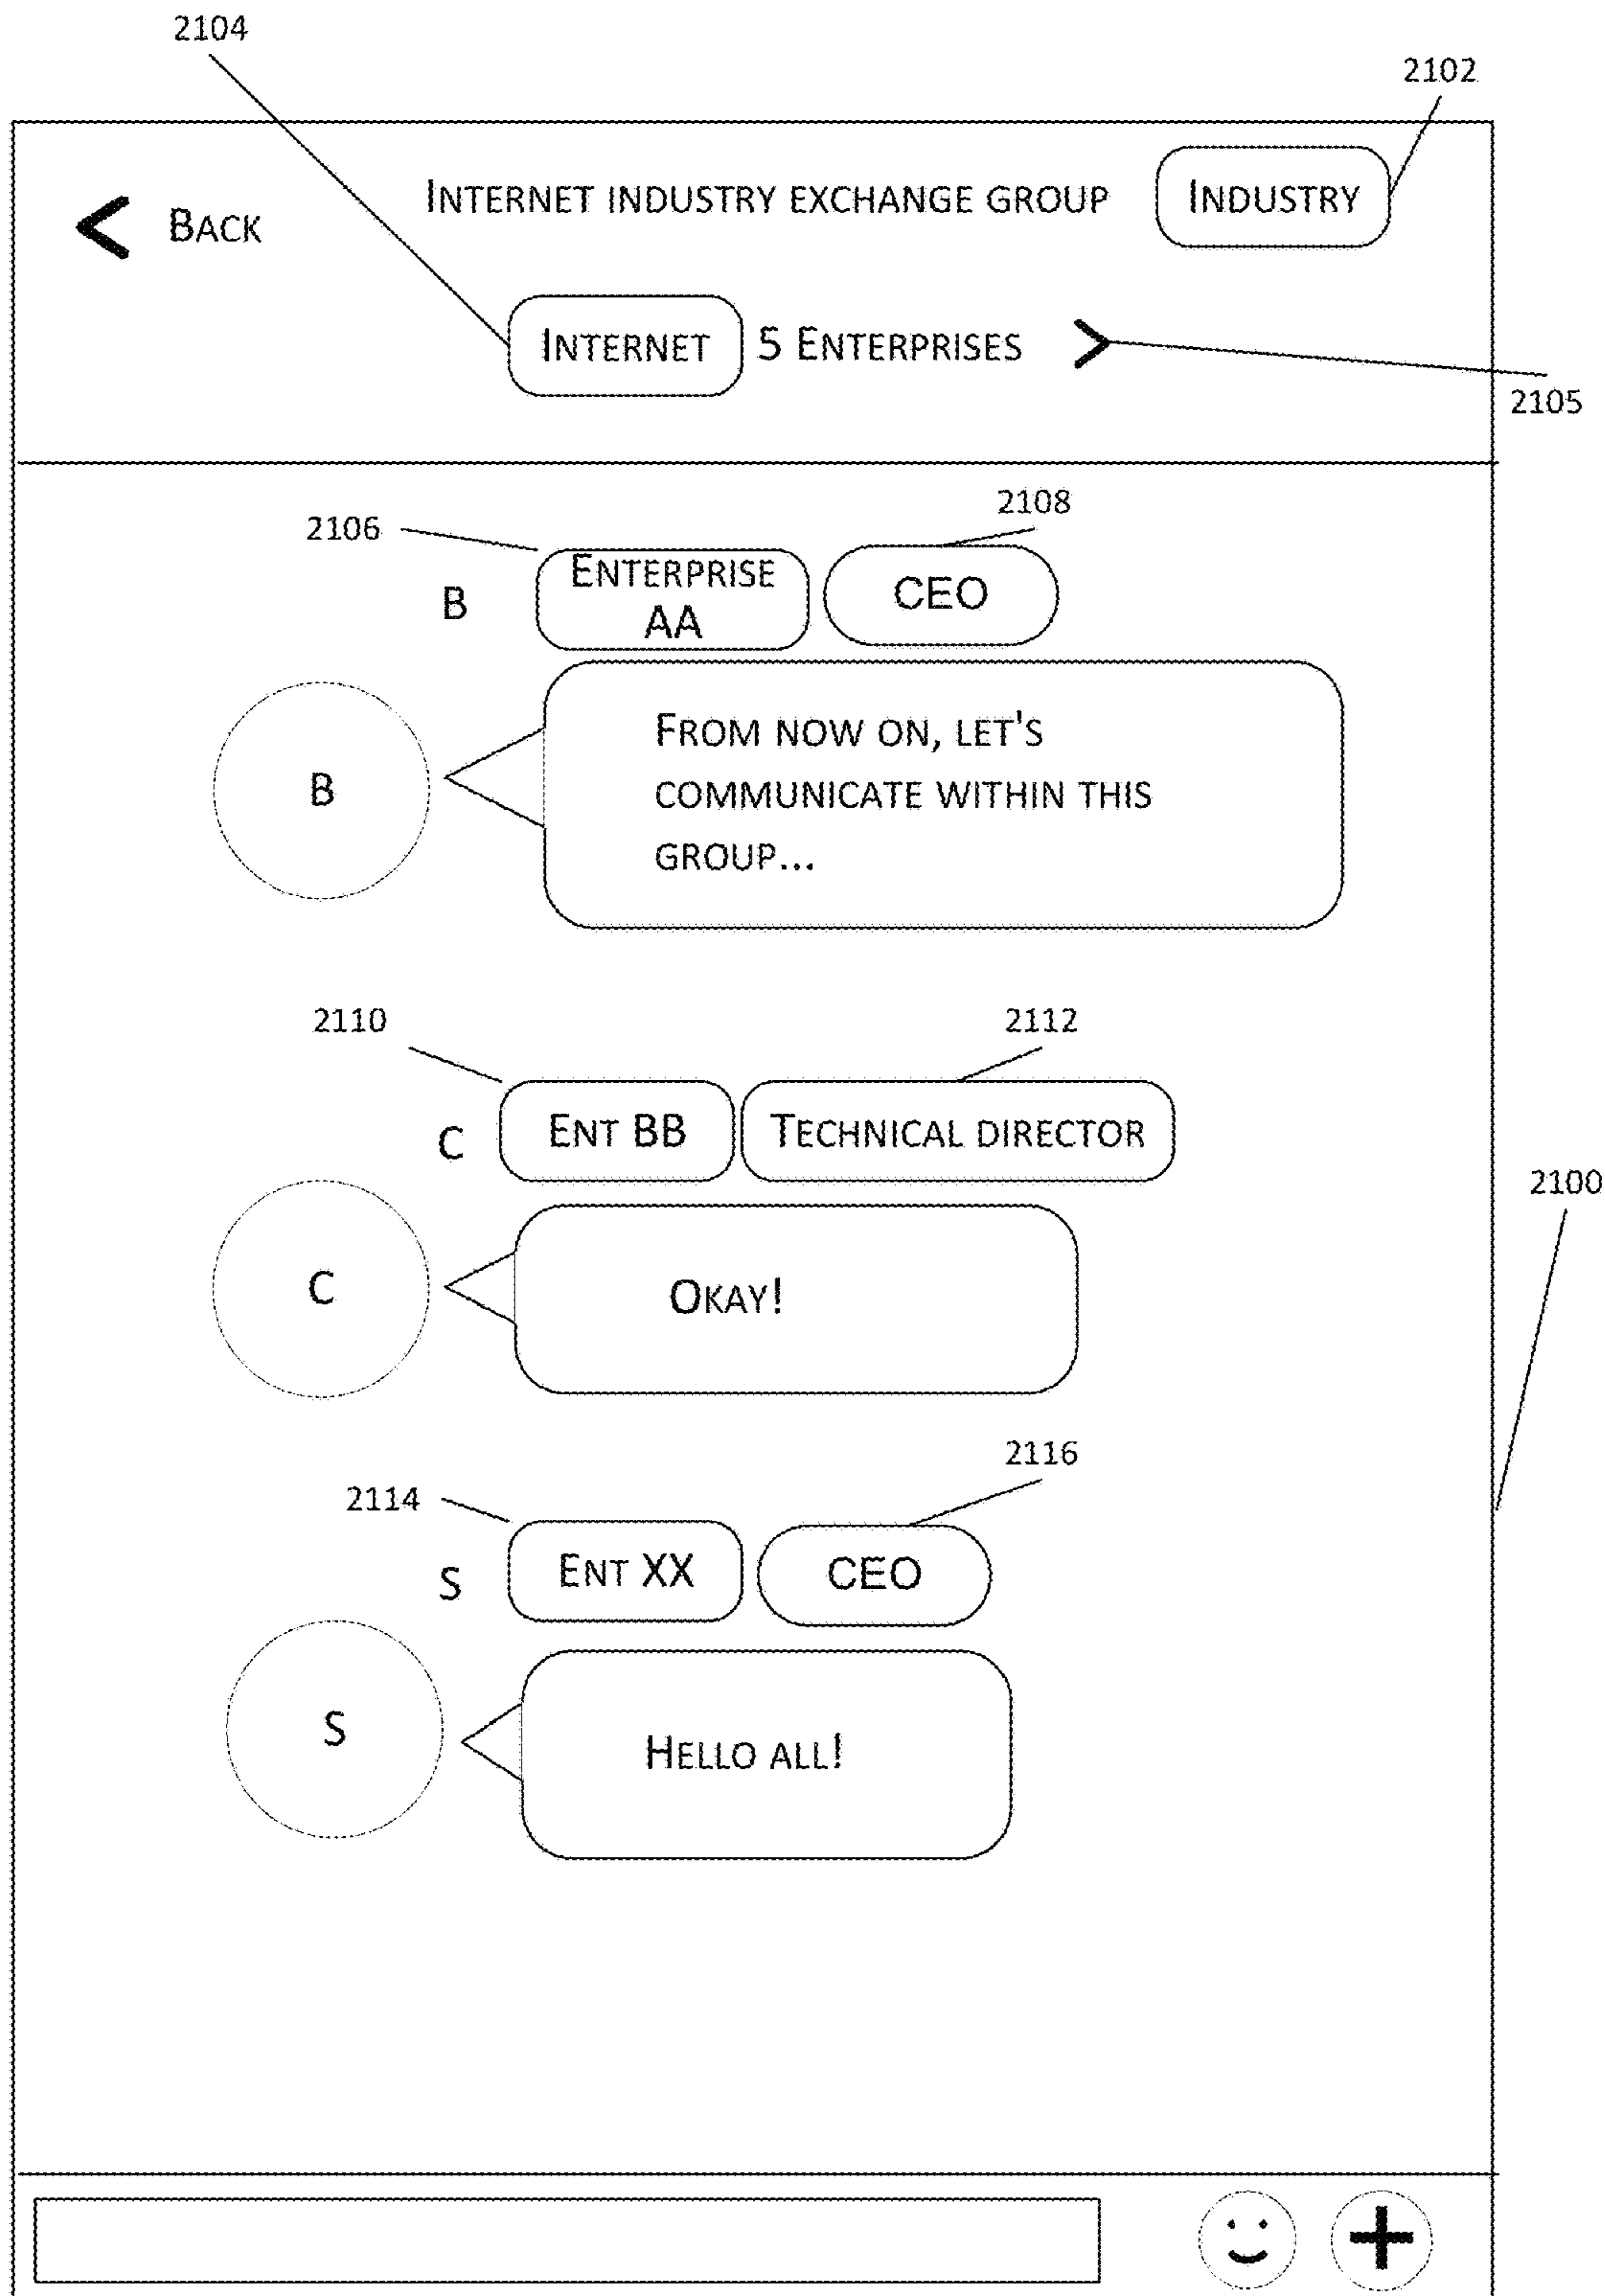 2104
2102
< Back
Internet industry exchange group
Industry
Internet
5 Enterprises >
2105
2106
2108
B
Enterprise
AA
CEO
B
From now on, let's
communicate within this
group...
2110
2112
C
Ent BB
Technical director
2100
C
Okay!
2114
2116
S
Ent XX
CEO
S
Hello all!